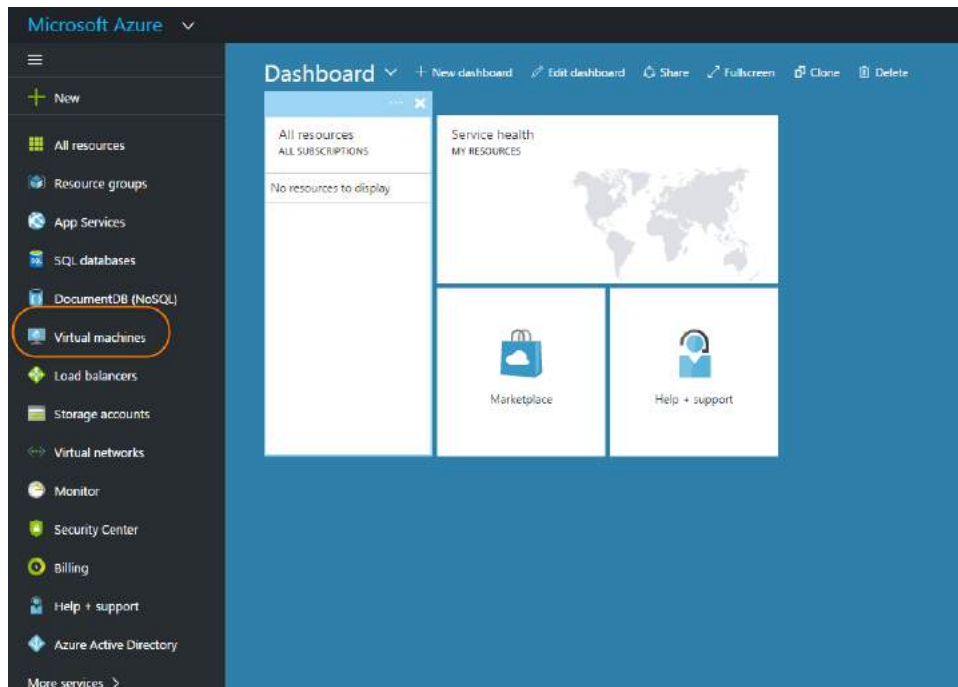 Microsoft Azure
New
All resources
Resource groups
App Services
SQL databases
DocumentDB (NoSQL)
Virtual machines
Load balancers
Storage accounts
Virtual networks
Monitor
Security Center
Billing
Help + support
Azure Active Directory
More services >
Dashboard + New dashboard Edit dashboard Share Fullscreen Clone Delete
All resources
ALL SUBSCRIPTIONS
No resources to display
Service health
MY RESOURCES
Marketplace
Help + support